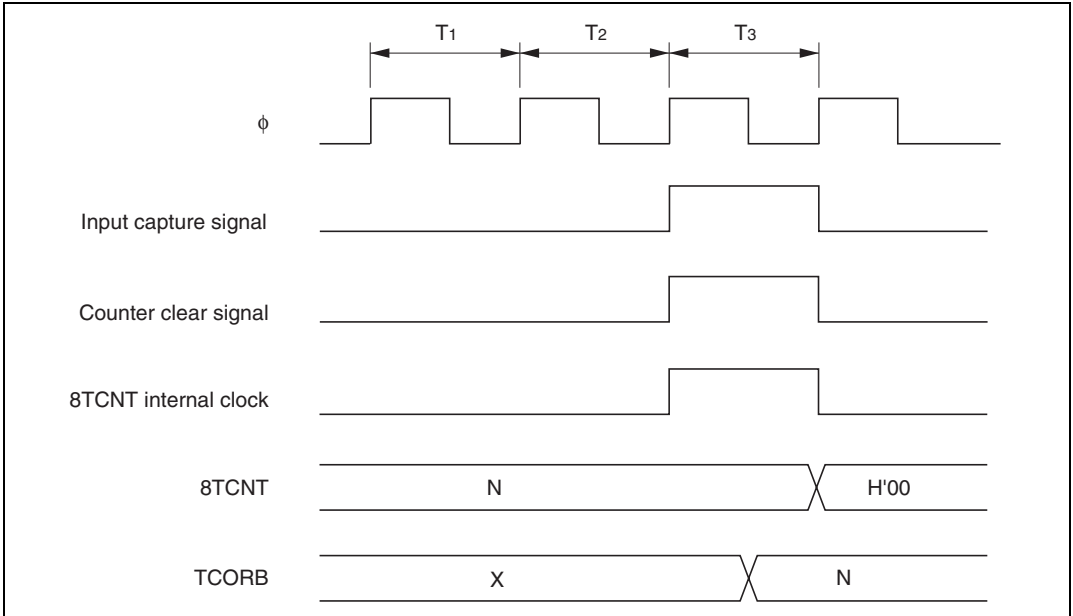 T1 T2 T3
φ
Input capture signal
Counter clear signal
8TCNT internal clock
8TCNT N H'00
TCORB X N